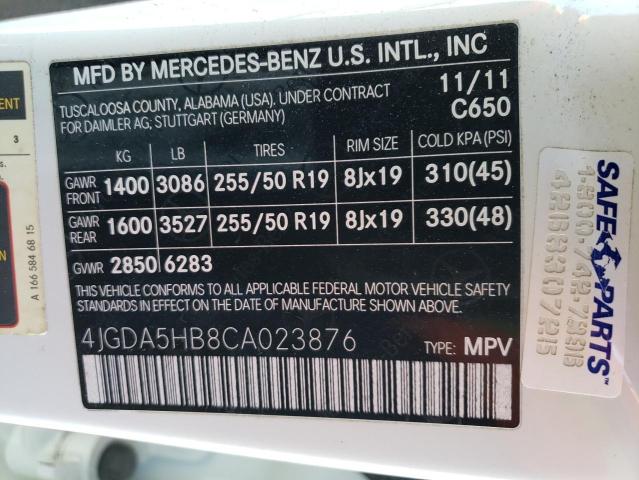 MFD BY MERCEDES-BENZ U.S. INTL., INC
TUSCALOOSA COUNTY, ALABAMA (USA). UNDER CONTRACT 11/11
FOR DAIMLER AG, STUTTGART (GERMANY) C650
KG LB TIRES RIM SIZE COLD KPA (PSI)
GAWR FRONT 1400 3086 255/50 R19 8Jx19 310(45)
GAWR REAR 1600 3527 255/50 R19 8Jx19 330(48)
GVWR 2850 6283
THIS VEHICLE CONFORMS TO ALL APPLICABLE FEDERAL MOTOR VEHICLE SAFETY
STANDARDS IN EFFECT ON THE DATE OF MANUFACTURE SHOWN ABOVE.
4JGDA5HB8CA023876 TYPE: MPV
A 166 584 68 15
3
SAFE PARTS™